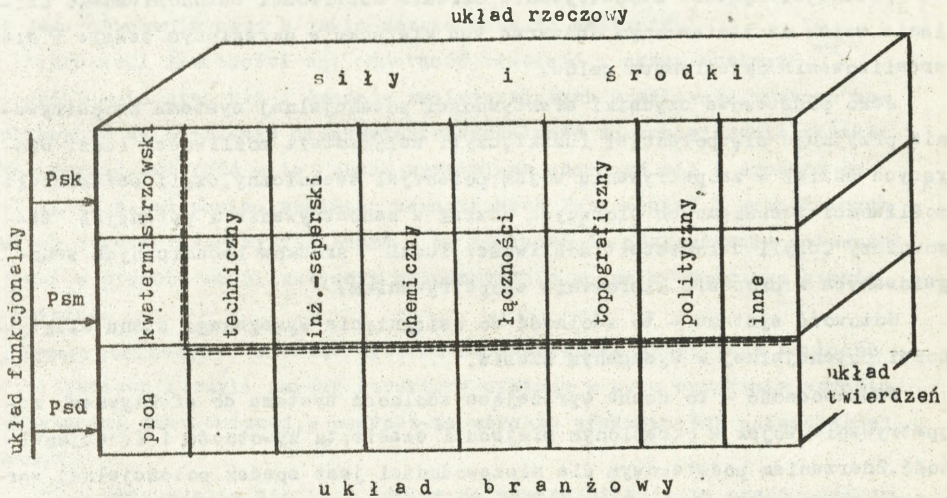 układ rzeczowy
siły i środki
układ funkcjonalny
Psk
Psm
Psd
pion kwatermistrzowski
techniczny
inż.-saperski
chemiczny
łączności
topograficzny
polityczny
inne
układ
twierdzeń
układ branżowy